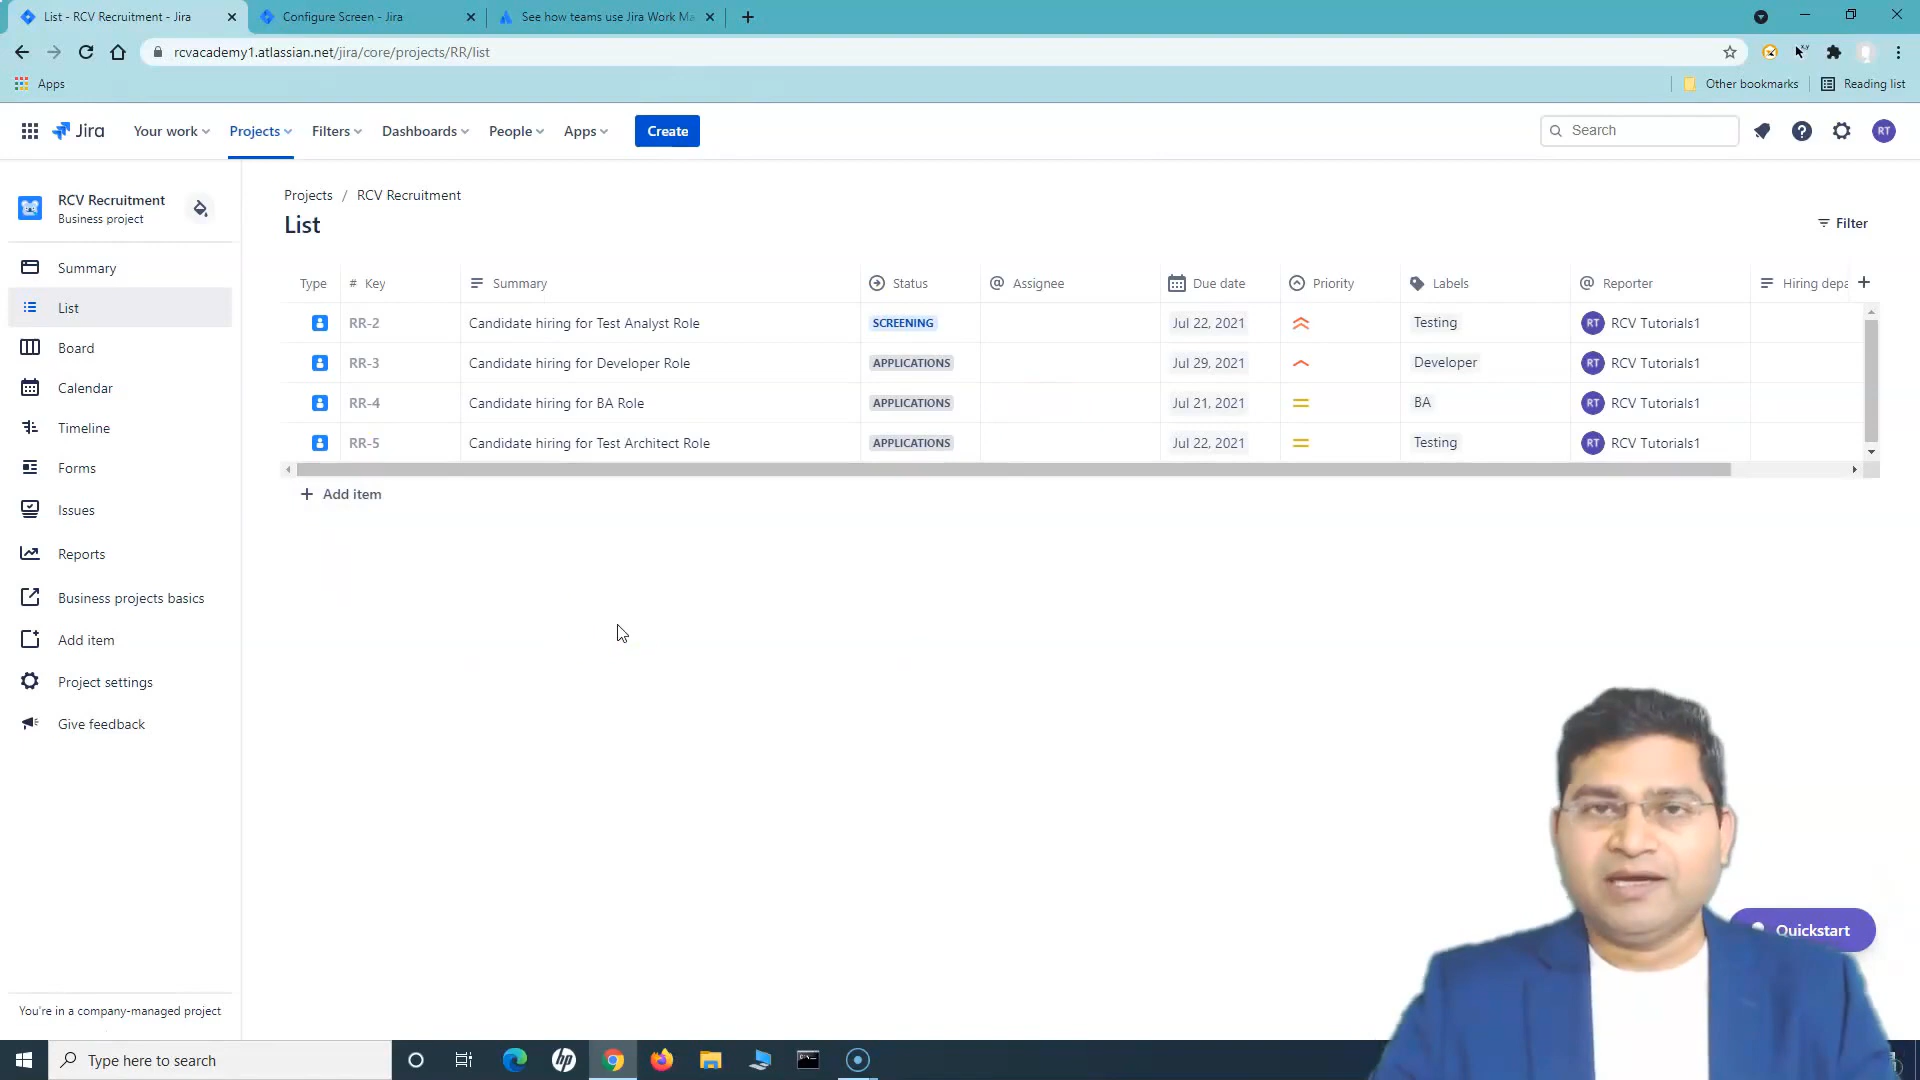 List - RCV Recruitment - Jira
Configure Screen - Jira
See how teams use Jira Work Ma
rcvacademy1.atlassian.net/jira/core/projects/RR/list
Apps
Other bookmarks
Reading list
Jira
Your work
Projects
Filters
Dashboards
People
Apps
Create
Search
RT
RCV Recruitment
Business project
Summary
List
Board
Calendar
Timeline
Forms
Issues
Reports
Business projects basics
Add item
Project settings
Give feedback
You're in a company-managed project
Projects / RCV Recruitment
List
Filter
Type # Key Summary Status @ Assignee Due date Priority Labels @ Reporter Hiring depa
RR-2 Candidate hiring for Test Analyst Role SCREENING Jul 22, 2021 Testing RT RCV Tutorials1
RR-3 Candidate hiring for Developer Role APPLICATIONS Jul 29, 2021 Developer RT RCV Tutorials1
RR-4 Candidate hiring for BA Role APPLICATIONS Jul 21, 2021 BA RT RCV Tutorials1
RR-5 Candidate hiring for Test Architect Role APPLICATIONS Jul 22, 2021 Testing RT RCV Tutorials1
+ Add item
Quickstart
Type here to search
hp